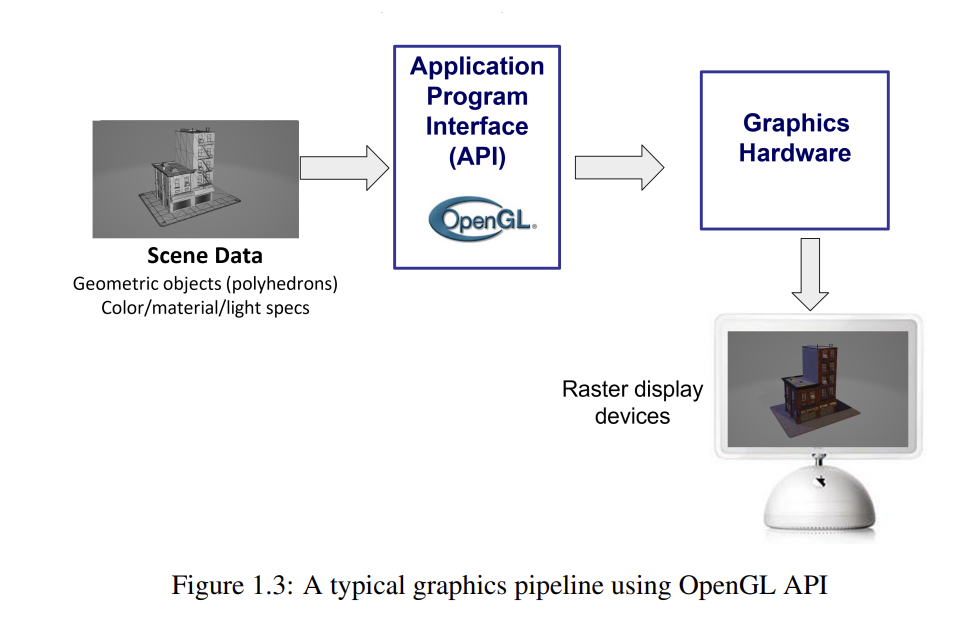 Application
Program
Interface
(API)
OpenGL®
Graphics
Hardware
Scene Data
Geometric objects (polyhedrons)
Color/material/light specs
Raster display
devices
Figure 1.3: A typical graphics pipeline using OpenGL API